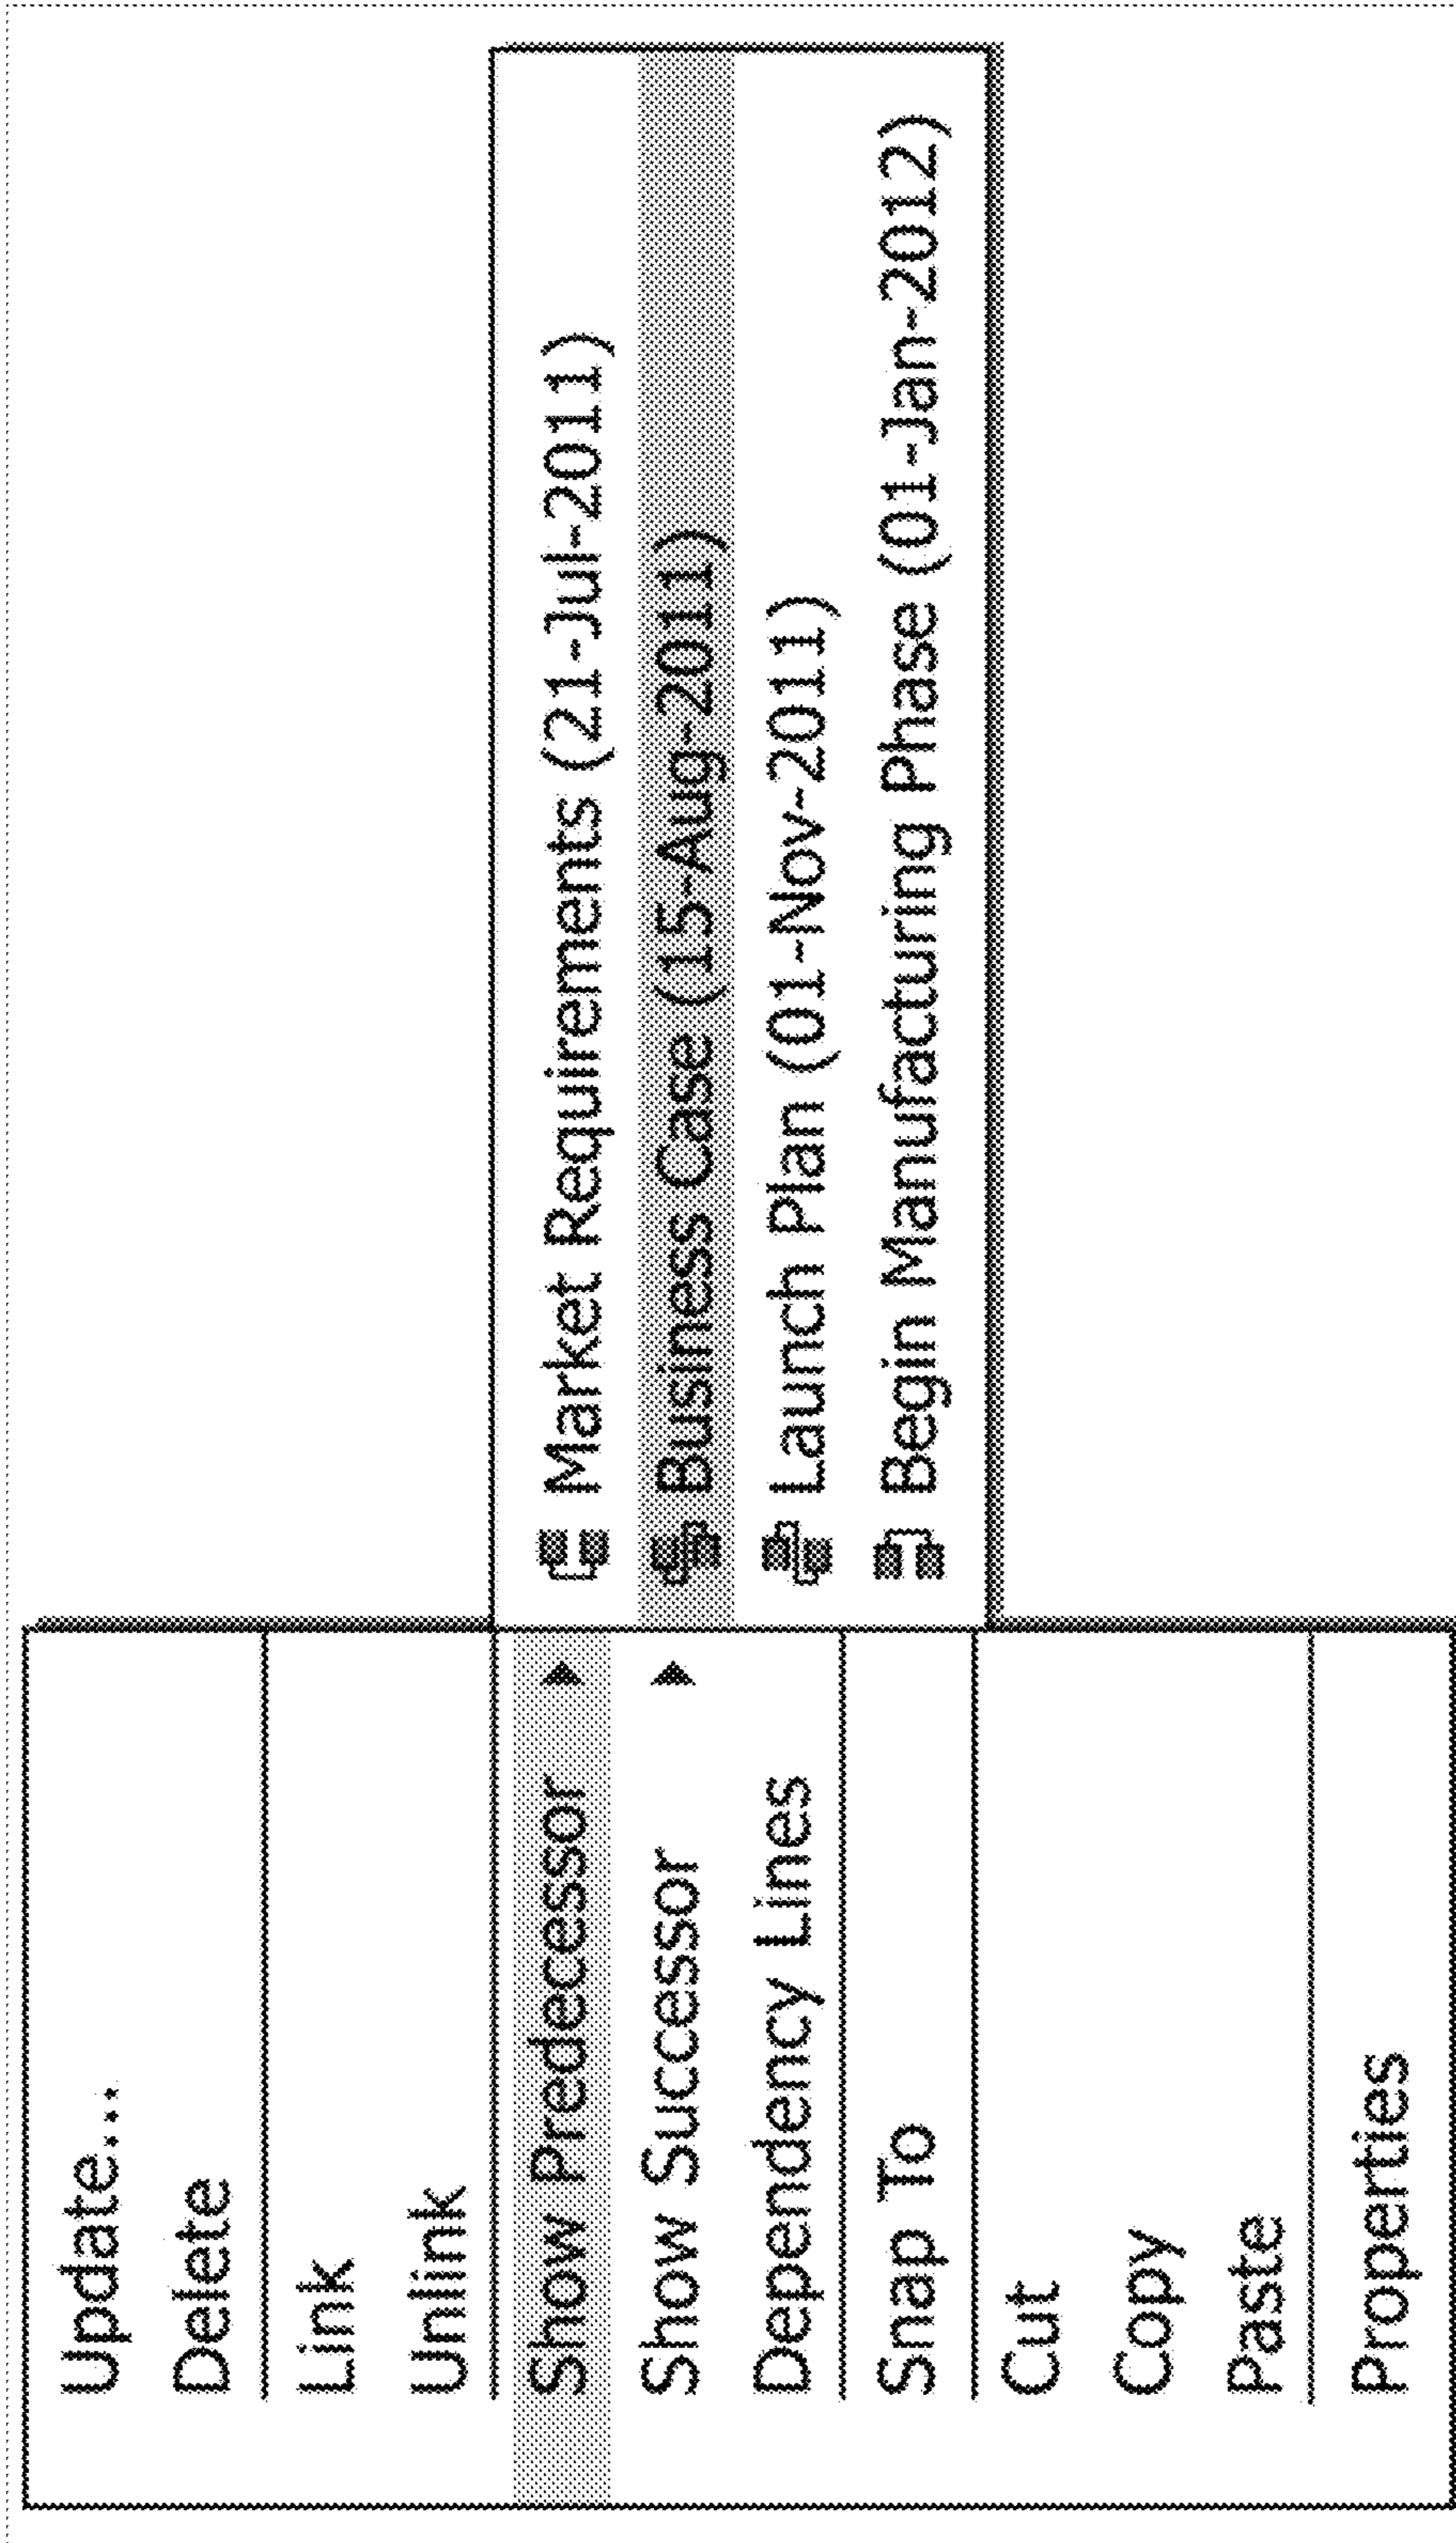 Update...
Delete
Link
Unlink
Show Predecessor
Show Successor
Dependency Lines
Snap To
Cut
Copy
Paste
Properties
Market Requirements (21-Jul-2011)
Business Case (15-Aug-2011)
Launch Plan (01-Nov-2011)
Begin Manufacturing Phase (01-Jan-2012)